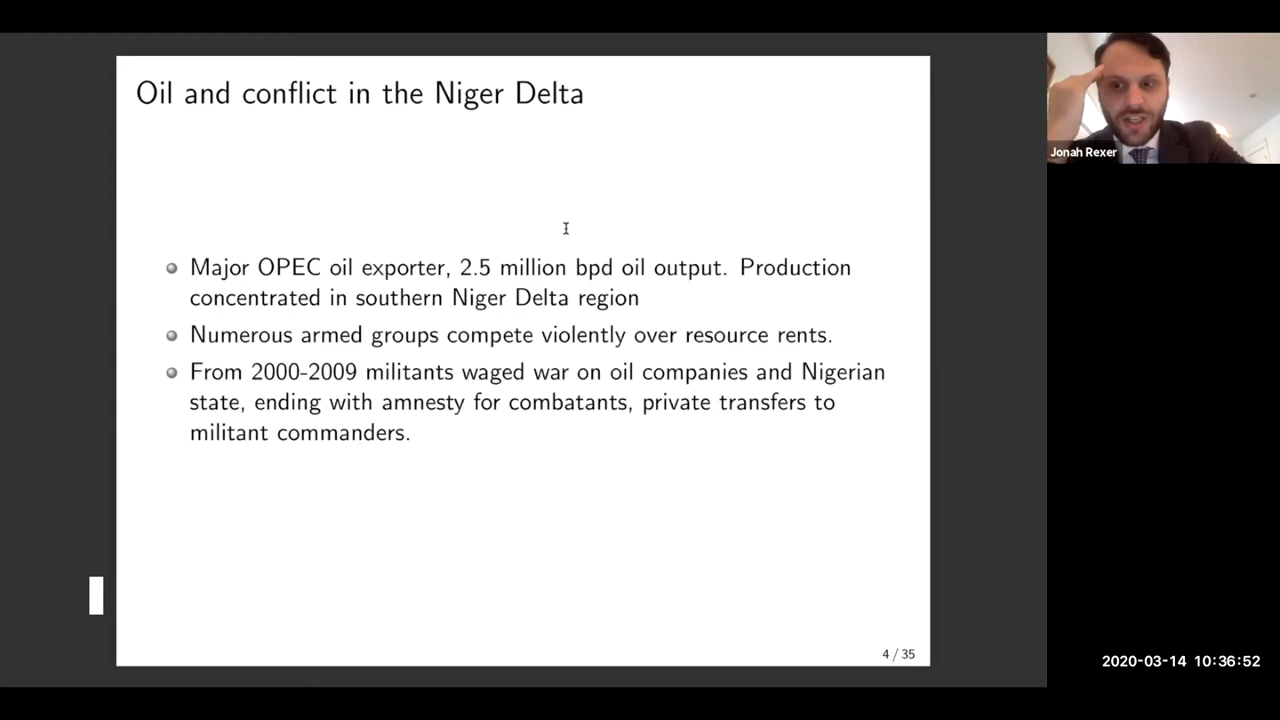 Oil and conflict in the Niger Delta
Jonah Rexer
Major OPEC oil exporter, 2.5 million bpd oil output. Production
concentrated in southern Niger Delta region
Numerous armed groups compete violently over resource rents.
From 2000-2009 militants waged war on oil companies and Nigerian
state, ending with amnesty for combatants, private transfers to
militant commanders.
4 / 35
2020-03-14 10:36:52